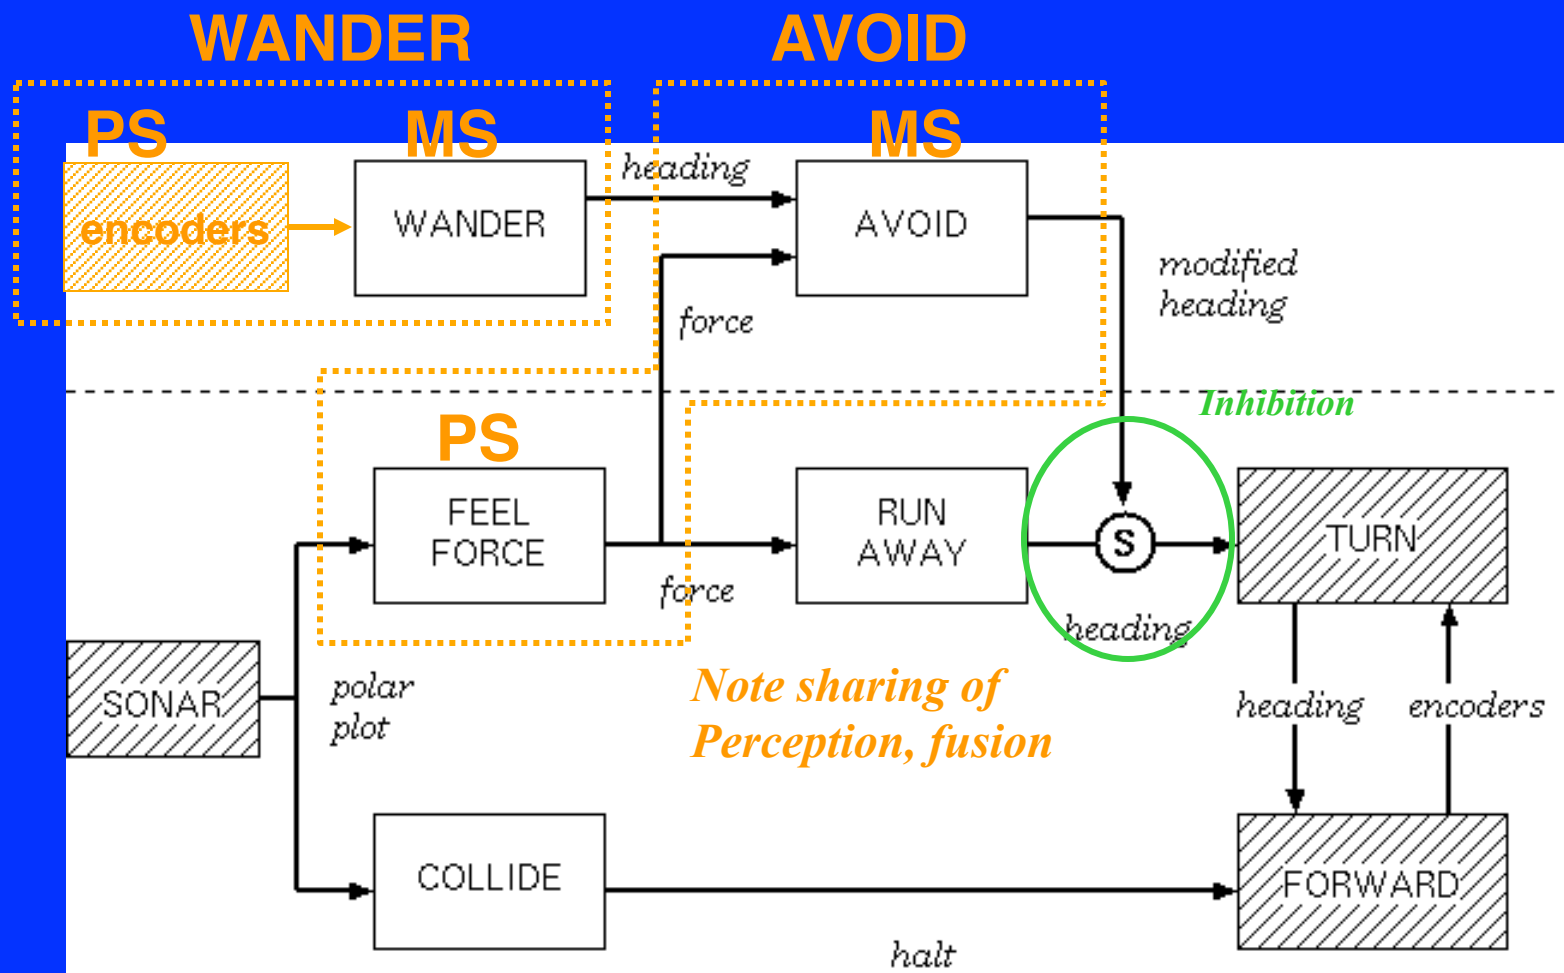 WANDER
AVOID
PS
MS
MS
heading
encoders
WANDER
AVOID
modified
heading
force
Inhibition
PS
FEEL
FORCE
RUN
AWAY
S
TURN
force
heading
SONAR
polar
plot
Note sharing of
Perception, fusion
heading
encoders
COLLIDE
FORWARD
halt